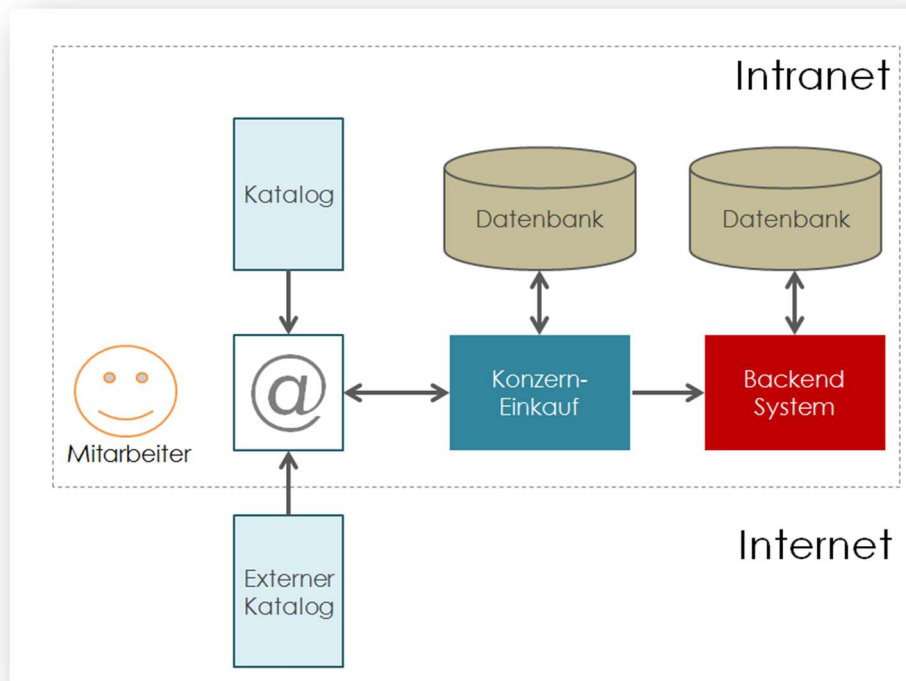 Intranet
Katalog
Datenbank
Datenbank
Mitarbeiter
@
Konzern-
Einkauf
Backend
System
Externer
Katalog
Internet